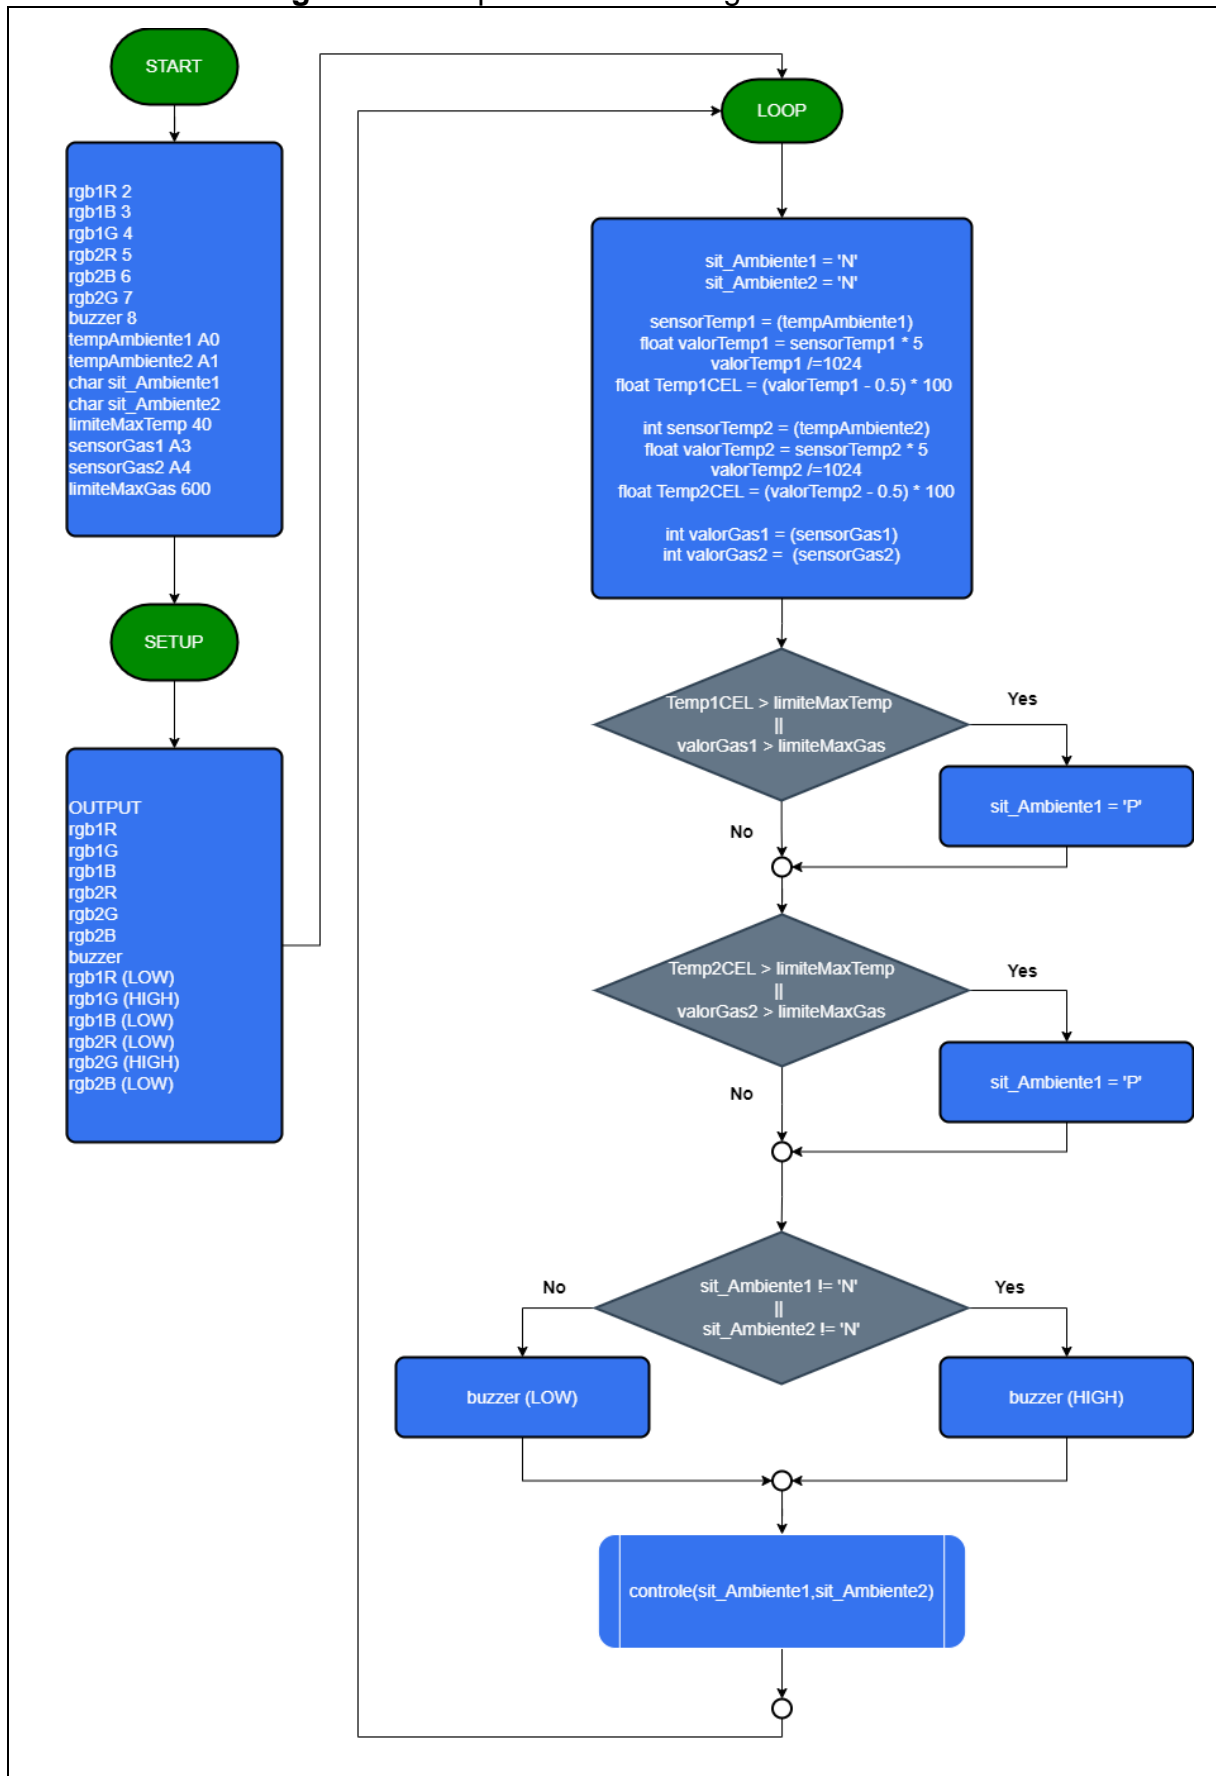 START
rgb1R 2
rgb1B 3
rgb1G 4
rgb2R 5
rgb2B 6
rgb2G 7
buzzer 8
tempAmbiente1 A0
tempAmbiente2 A1
char sit_Ambiente1
char sit_Ambiente2
limiteMaxTemp 40
sensorGas1 A3
sensorGas2 A4
limiteMaxGas 600
SETUP
OUTPUT
rgb1R
rgb1G
rgb1B
rgb2R
rgb2G
rgb2B
buzzer
rgb1R (LOW)
rgb1G (HIGH)
rgb1B (LOW)
rgb2R (LOW)
rgb2G (HIGH)
rgb2B (LOW)
LOOP
sit_Ambiente1 = 'N'
sit_Ambiente2 = 'N'
sensorTemp1 = (tempAmbiente1)
float valorTemp1 = sensorTemp1 * 5
valorTemp1 /=1024
float Temp1CEL = (valorTemp1 - 0.5) * 100
int sensorTemp2 = (tempAmbiente2)
float valorTemp2 = sensorTemp2 * 5
valorTemp2 /=1024
float Temp2CEL = (valorTemp2 - 0.5) * 100
int valorGas1 = (sensorGas1)
int valorGas2 =  (sensorGas2)
Temp1CEL > limiteMaxTemp
||
valorGas1 > limiteMaxGas
Yes
sit_Ambiente1 = 'P'
No
Temp2CEL > limiteMaxTemp
||
valorGas2 > limiteMaxGas
Yes
sit_Ambiente1 = 'P'
No
sit_Ambiente1 != 'N'
||
sit_Ambiente2 != 'N'
No
Yes
buzzer (LOW)
buzzer (HIGH)
controle(sit_Ambiente1,sit_Ambiente2)